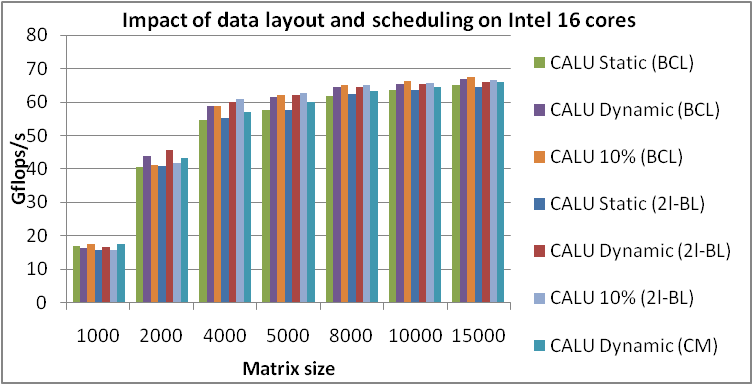 Impact of data layout and scheduling on Intel 16 cores
Gflops/s
80
70
60
50
40
30
20
10
0
1000 2000 4000 5000 8000 10000 15000
Matrix size
CALU Static (BCL)
CALU Dynamic (BCL)
CALU 10% (BCL)
CALU Static (2l-BL)
CALU Dynamic (2l-BL)
CALU 10% (2l-BL)
CALU Dynamic (CM)